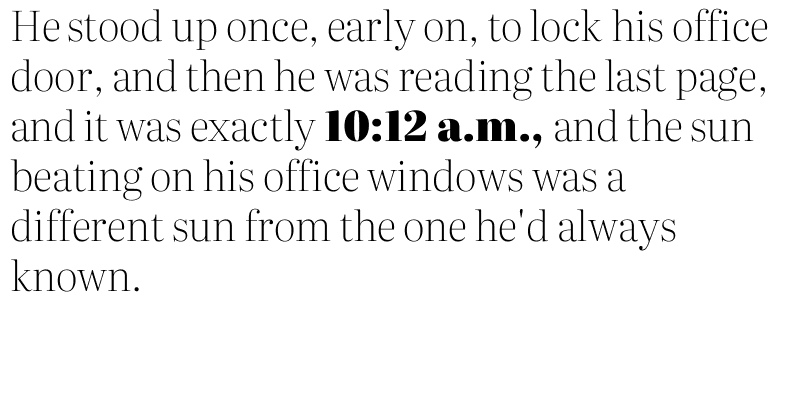 He stood up once, early on, to lock his office
door, and then he was reading the last page,
and it was exactly 10:12 a.m., and the sun
beating on his office windows was a
different sun from the one he'd always
known.